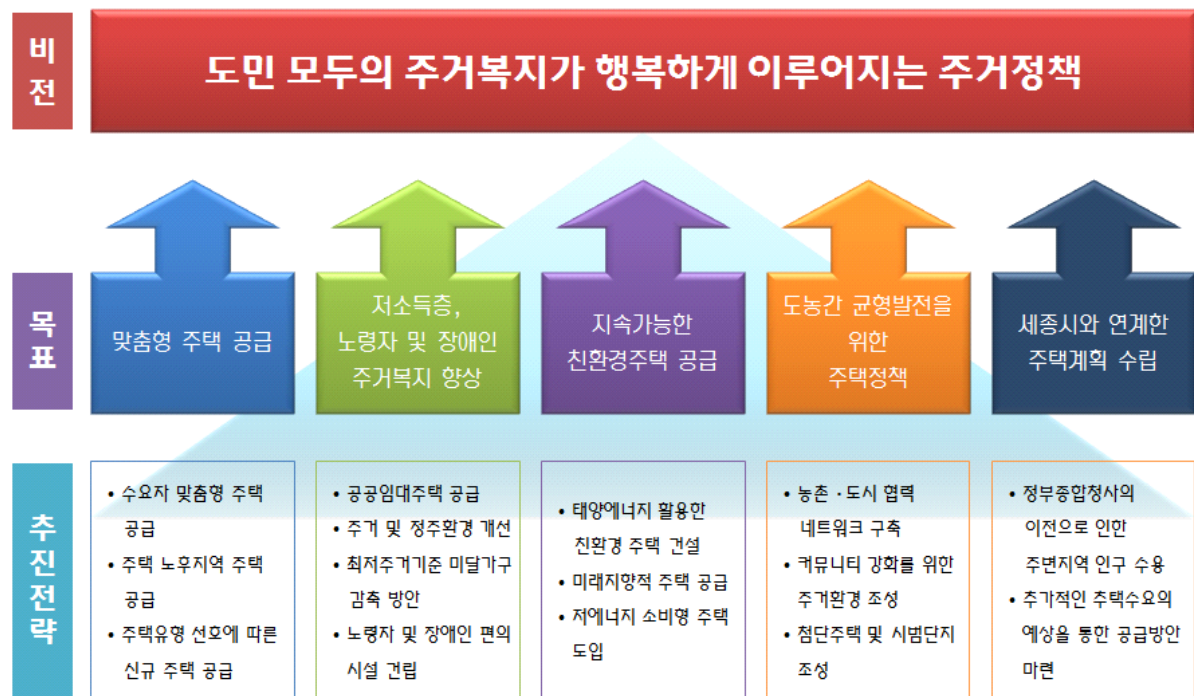 비
전
도민 모두의 주거복지가 행복하게 이루어지는 주거정책
목
표
맞춤형 주택 공급
저소득층,
노령자 및 장애인
주거복지 향상
지속가능한
친환경주택 공급
도농간 균형발전을
위한
주택정책
세종시와 연계한
주택계획 수립
추
진
전
략
• 수요자 맞춤형 주택
공급
• 주택 노후지역 주택
공급
• 주택유형 선호에 따른
신규 주택 공급
• 공공임대주택 공급
• 주거 및 정주환경 개선
• 최저주거기준 미달가구
감축 방안
• 노령자 및 장애인 편의
시설 건립
• 태양에너지 활용한
친환경 주택 건설
• 미래지향적 주택 공급
• 저에너지 소비형 주택
도입
• 농촌·도시 협력
네트워크 구축
• 커뮤니티 강화를 위한
주거환경 조성
• 첨단주택 및 시범단지
조성
• 정부종합청사의
이전으로 인한
주변지역 인구 수용
• 추가적인 주택수요의
예상을 통한 공급방안
마련